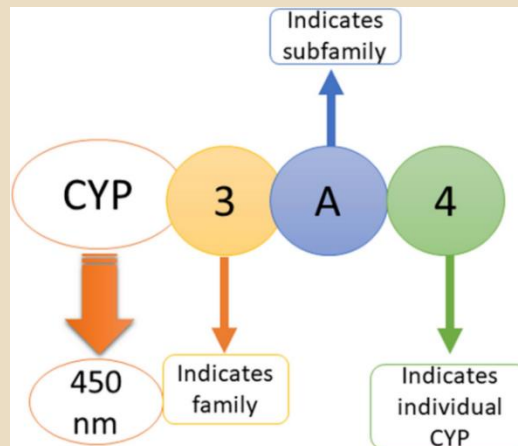 Indicates
subfamily
CYP
3
A
4
450
nm
Indicates
family
Indicates
individual
CYP